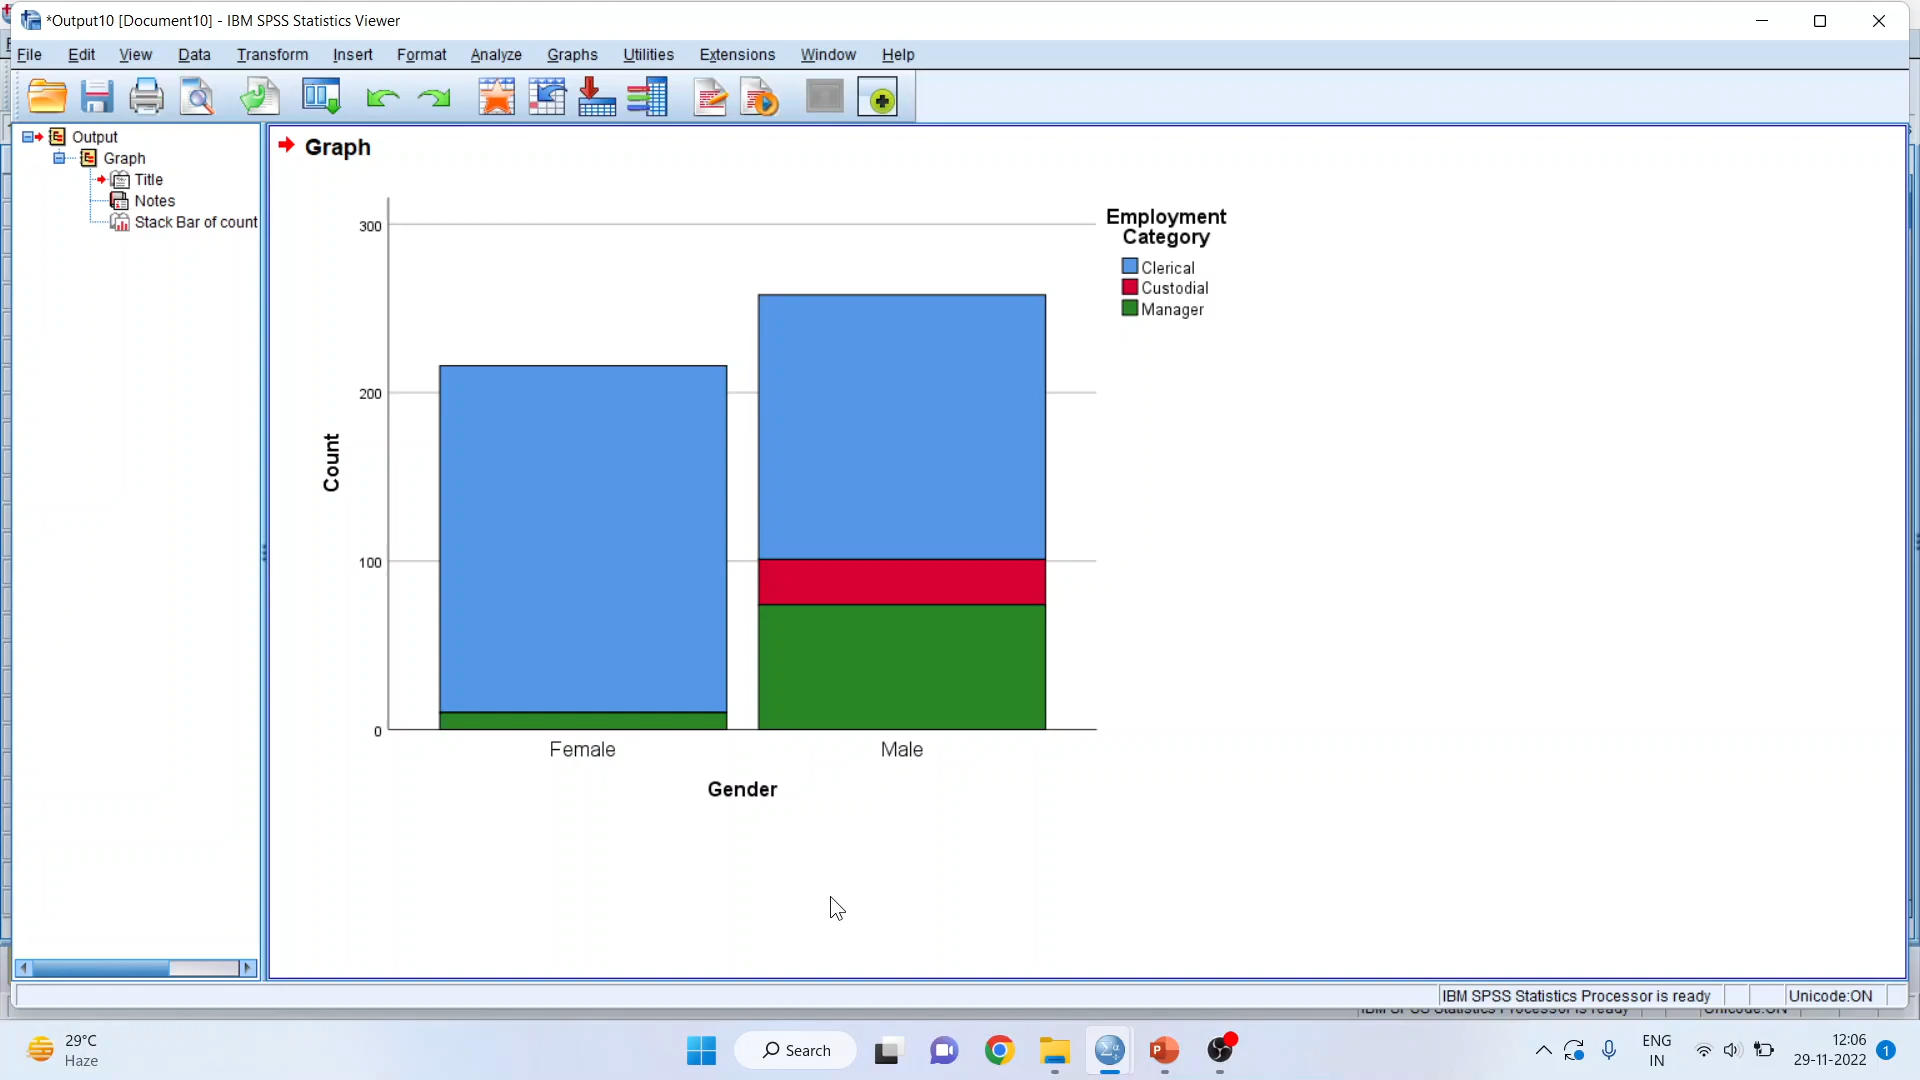 *Output10 [Document10] - IBM SPSS Statistics Viewer
File Edit View Data Transform Insert Format Analyze Graphs Utilities Extensions Window Help
Output
Graph
Title
Notes
Stack Bar of count
Graph
300
200
100
0
Count
Female Male
Gender
Employment
Category
Clerical
Custodial
Manager
IBM SPSS Statistics Processor is ready Unicode:ON
29°C
Haze
Search
ENG
IN
12:06
29-11-2022
1